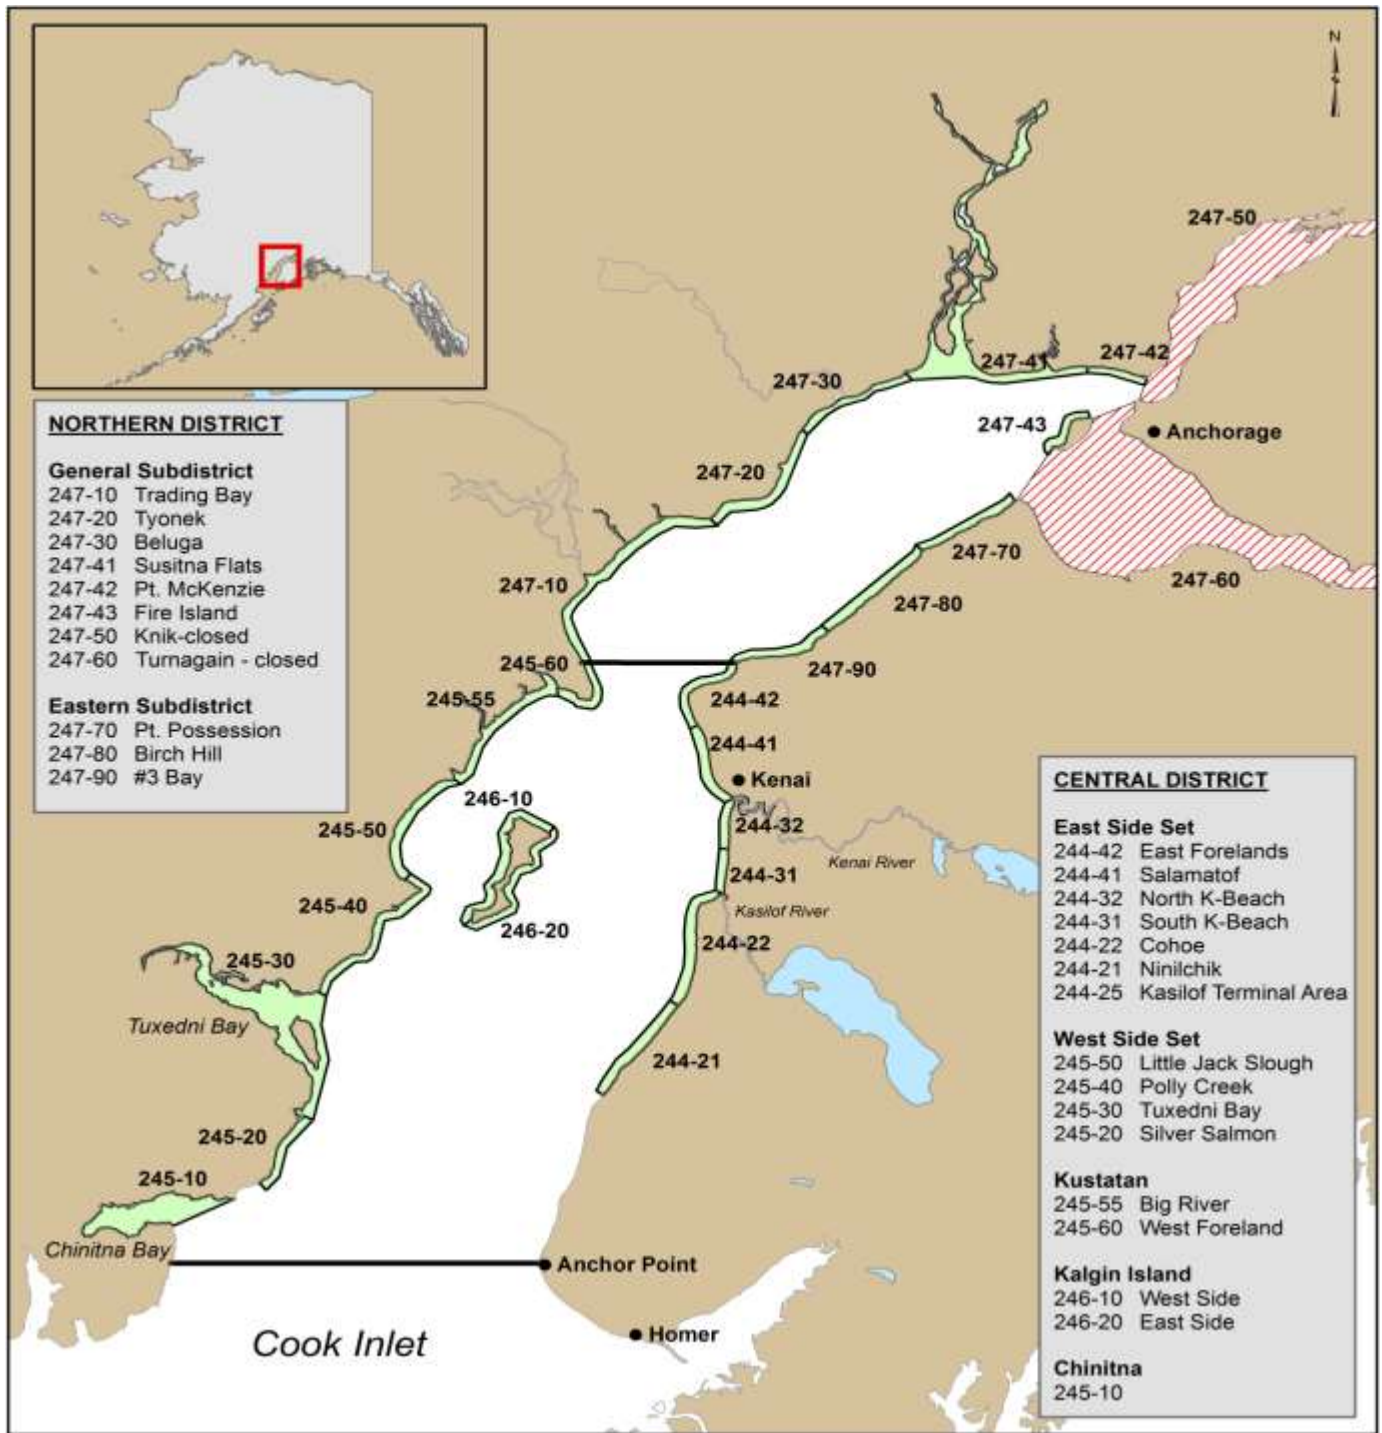 N
247-50
247-41
247-42
247-30
247-43
Anchorage
247-20
247-70
247-10
247-60
247-80
245-60
247-90
245-55
244-42
244-41
Kenai
246-10
245-50
244-32
Kenai River
244-31
245-40
Kasilof River
246-20
244-22
245-30
Tuxedni Bay
244-21
245-20
245-10
Chinitna Bay
Anchor Point
Homer
Cook Inlet
NORTHERN DISTRICT
General Subdistrict
247-10 Trading Bay
247-20 Tyonek
247-30 Beluga
247-41 Susitna Flats
247-42 Pt. McKenzie
247-43 Fire Island
247-50 Knik-closed
247-60 Turnagain - closed
Eastern Subdistrict
247-70 Pt. Possession
247-80 Birch Hill
247-90 #3 Bay
CENTRAL DISTRICT
East Side Set
244-42 East Forelands
244-41 Salamatof
244-32 North K-Beach
244-31 South K-Beach
244-22 Cohoe
244-21 Ninilchik
244-25 Kasilof Terminal Area
West Side Set
245-50 Little Jack Slough
245-40 Polly Creek
245-30 Tuxedni Bay
245-20 Silver Salmon
Kustatan
245-55 Big River
245-60 West Foreland
Kalgin Island
246-10 West Side
246-20 East Side
Chinitna
245-10